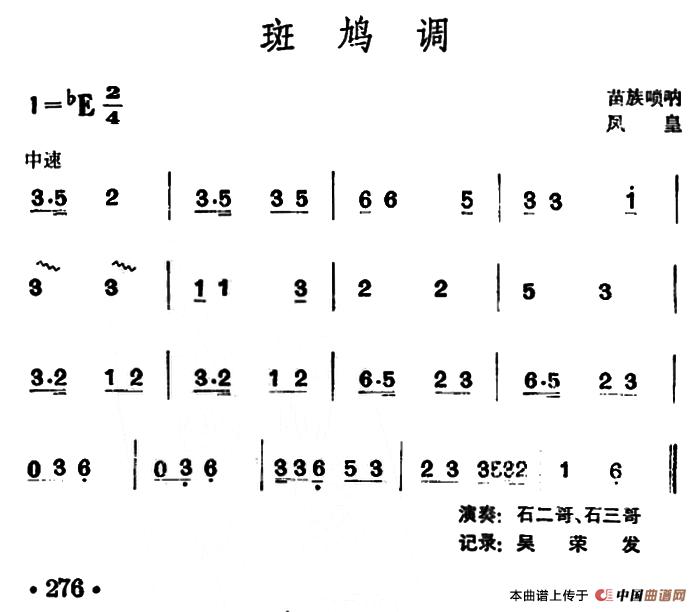 斑鸠调
1=♭E 2/4
苗族唢呐
凤 皇
中速
3·5 2 | 3·5 3 5 | 6 6 5 | 3 3 1̇ |
3 3 | 1 1 3 | 2 2 | 5 3 |
3·2 1 2 | 3·2 1 2 | 6·5 2 3 | 6·5 2 3 |
0 3 6̣ | 0 3̣ 6̣ | 3 3 6̣ 5 3 | 2 3 3532 | 1 6̣ ‖
演奏：石二哥、石三哥
记录：吴荣发
·276·
本曲谱上传于 中国曲谱网